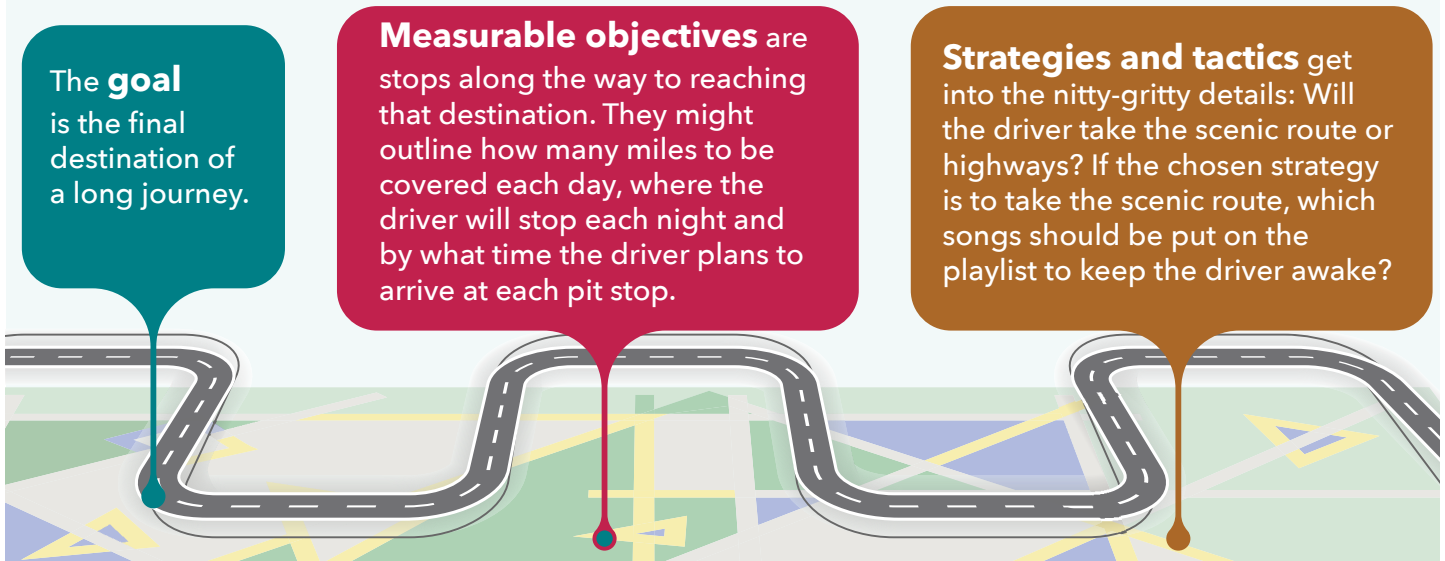 The goal
is the final
destination of
a long journey.
Measurable objectives are
stops along the way to reaching
that destination. They might
outline how many miles to be
covered each day, where the
driver will stop each night and
by what time the driver plans to
arrive at each pit stop.
Strategies and tactics get
into the nitty-gritty details: Will
the driver take the scenic route or
highways? If the chosen strategy
is to take the scenic route, which
songs should be put on the
playlist to keep the driver awake?